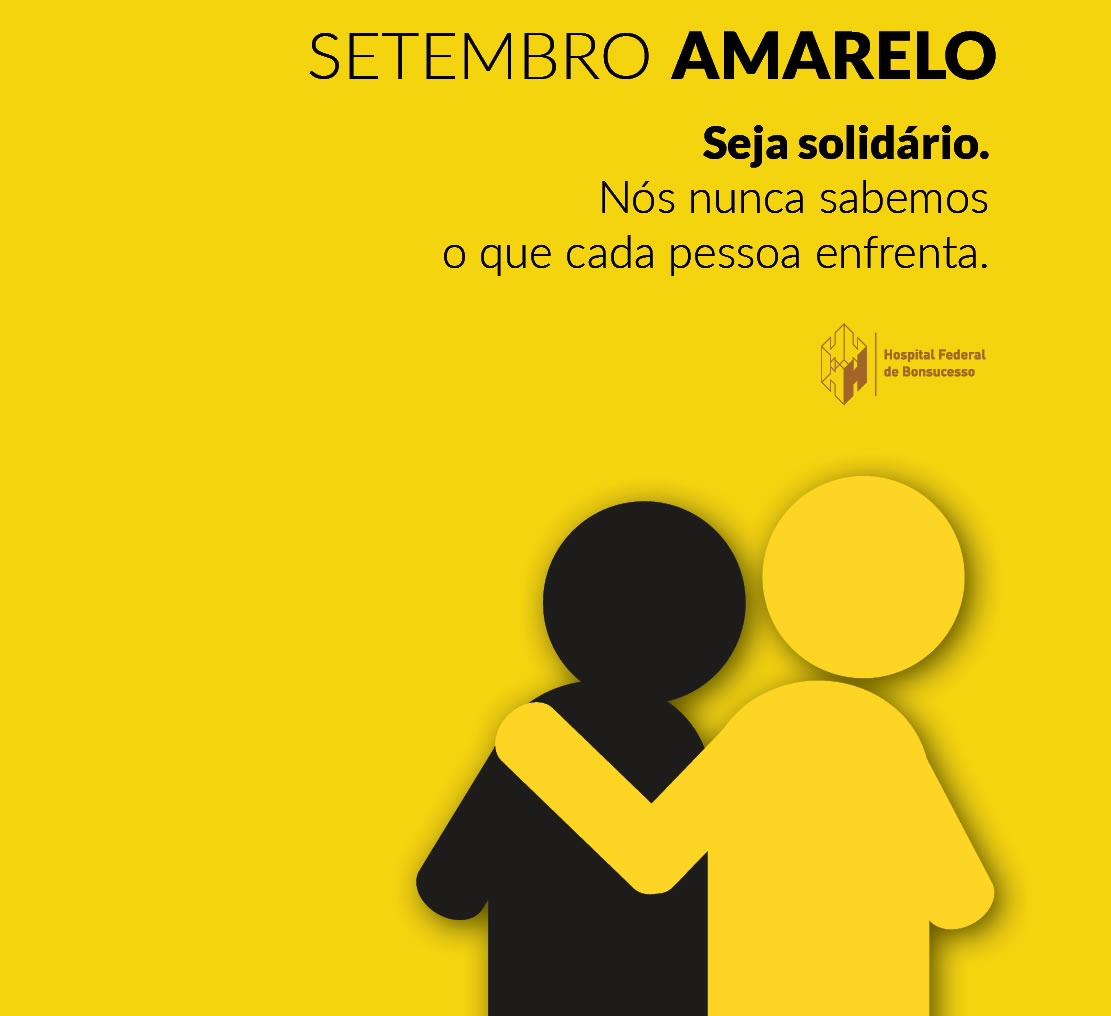 SETEMBRO AMARELO
Seja solidário.
Nós nunca sabemos
o que cada pessoa enfrenta.
Hospital Federal
de Bonsucesso